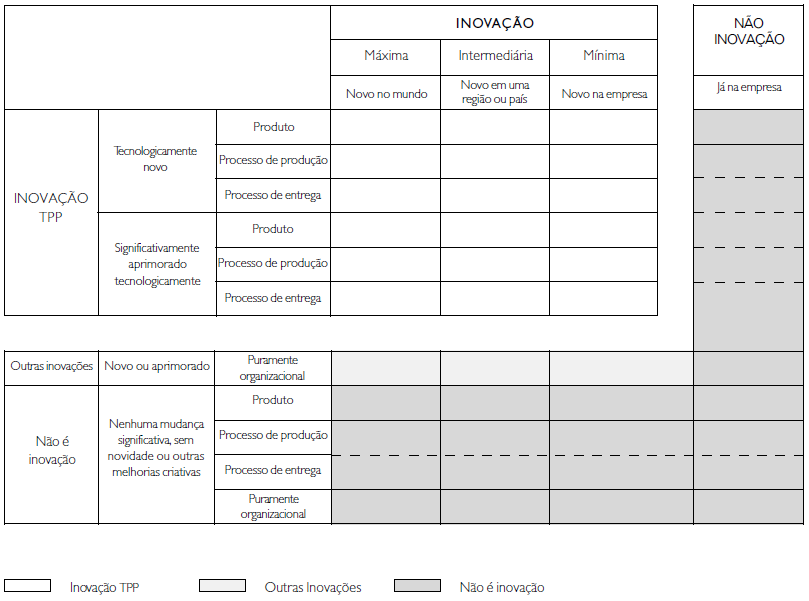 INOVAÇÃO
NÃO
INOVAÇÃO
Máxima
Intermediária
Mínima
Novo no mundo
Novo em uma
região ou país
Novo na empresa
Já na empresa
INOVAÇÃO
TPP
Tecnologicamente
novo
Produto
Processo de produção
Processo de entrega
Significativamente
aprimorado
tecnologicamente
Produto
Processo de produção
Processo de entrega
Outras inovações
Novo ou aprimorado
Puramente
organizacional
Não é
inovação
Nenhuma mudança
significativa, sem
novidade ou outras
melhorias criativas
Produto
Processo de produção
Processo de entrega
Puramente
organizacional
Inovação TPP
Outras Inovações
Não é inovação